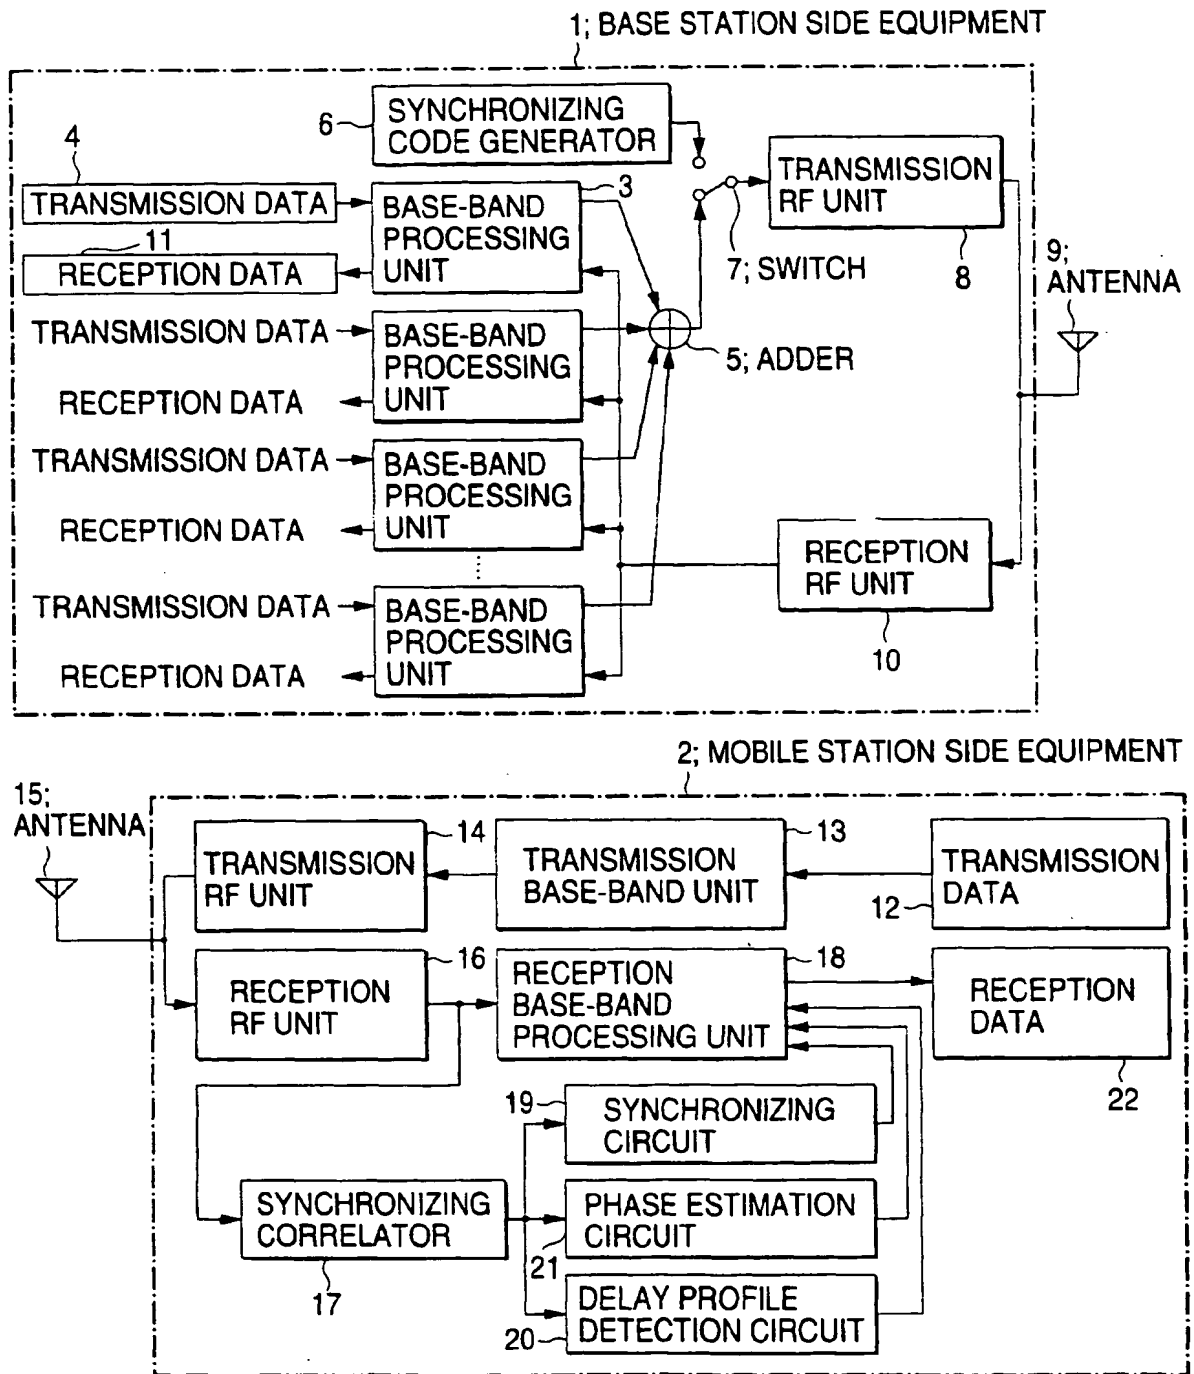 1; BASE STATION SIDE EQUIPMENT
6
SYNCHRONIZING
CODE GENERATOR
4
TRANSMISSION DATA
3
BASE-BAND
PROCESSING
UNIT
11
RECEPTION DATA
TRANSMISSION
RF UNIT
8
7; SWITCH
9;
ANTENNA
TRANSMISSION DATA
BASE-BAND
PROCESSING
UNIT
RECEPTION DATA
5; ADDER
TRANSMISSION DATA
BASE-BAND
PROCESSING
UNIT
RECEPTION DATA
RECEPTION
RF UNIT
10
TRANSMISSION DATA
BASE-BAND
PROCESSING
UNIT
RECEPTION DATA
2; MOBILE STATION SIDE EQUIPMENT
15;
ANTENNA
14
TRANSMISSION
RF UNIT
13
TRANSMISSION
BASE-BAND UNIT
12
TRANSMISSION
DATA
16
RECEPTION
RF UNIT
18
RECEPTION
BASE-BAND
PROCESSING UNIT
RECEPTION
DATA
22
19
SYNCHRONIZING
CIRCUIT
SYNCHRONIZING
CORRELATOR
17
PHASE ESTIMATION
CIRCUIT
21
DELAY PROFILE
DETECTION CIRCUIT
20